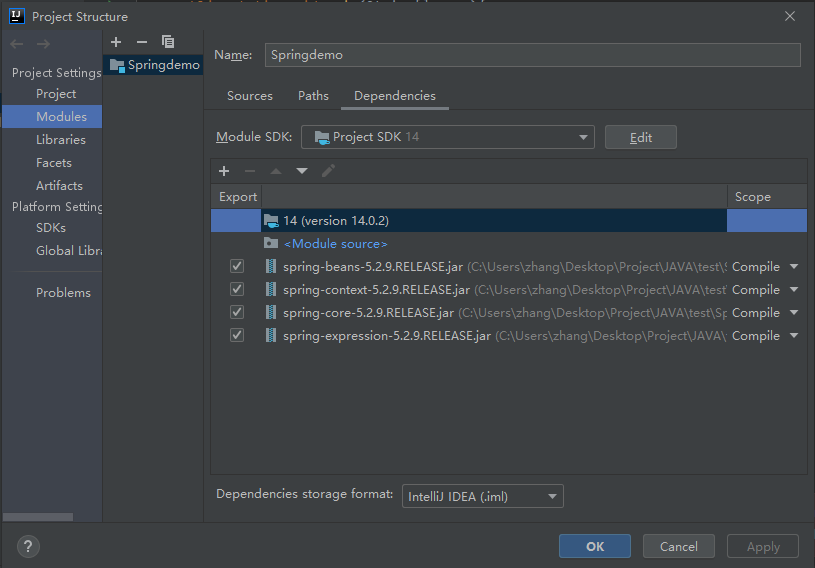 Project Structure
Project Settings
Project
Modules
Libraries
Facets
Artifacts
Platform Setting
SDKs
Global Libra
Problems
Springdemo
Name: Springdemo
Sources Paths Dependencies
Module SDK: Project SDK 14 Edit
Export Scope
14 (version 14.0.2)
<Module source>
spring-beans-5.2.9.RELEASE.jar (C:\Users\zhang\Desktop\Project\JAVA\test\S Compile
spring-context-5.2.9.RELEASE.jar (C:\Users\zhang\Desktop\Project\JAVA\test\ Compile
spring-core-5.2.9.RELEASE.jar (C:\Users\zhang\Desktop\Project\JAVA\test\Sp Compile
spring-expression-5.2.9.RELEASE.jar (C:\Users\zhang\Desktop\Project\JAVA\ Compile
Dependencies storage format: IntelliJ IDEA (.iml)
? OK Cancel Apply